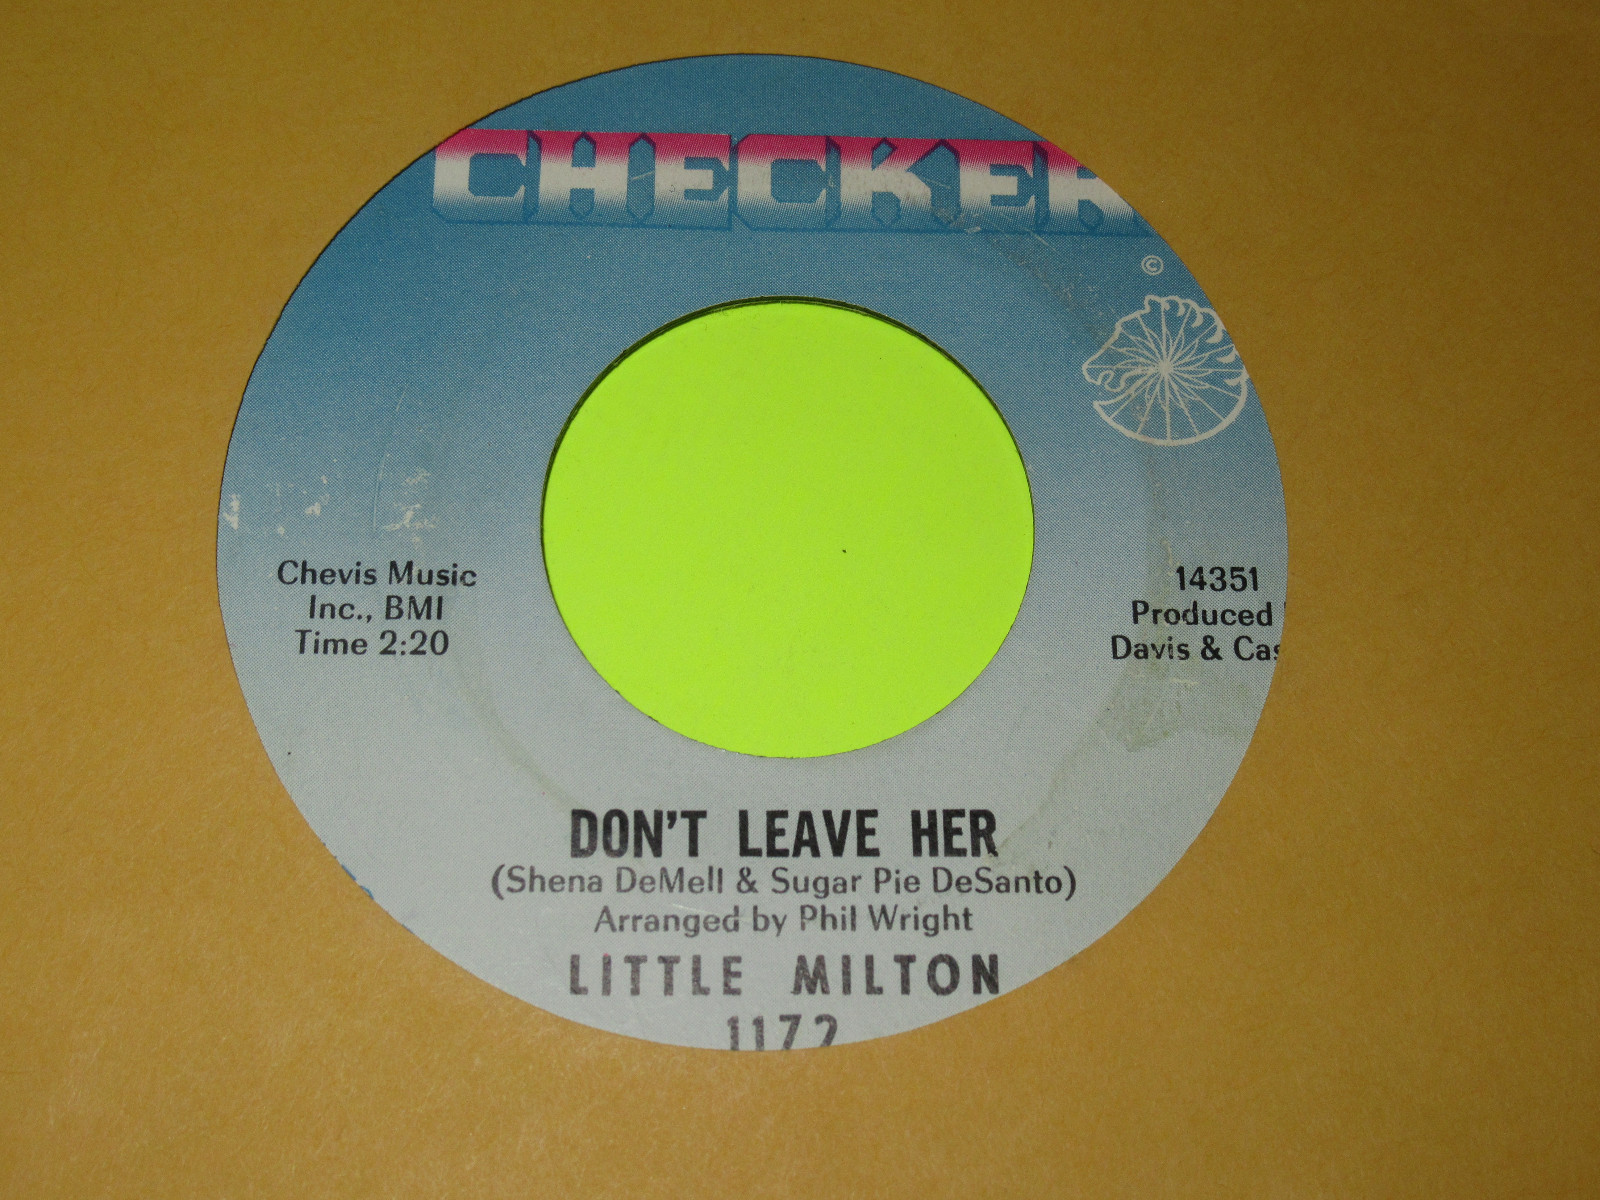 CHECKER
©
Chevis Music
Inc., BMI
Time 2:20
14351
Produced
Davis &
DON'T LEAVE HER
(Shena DeMell & Sugar Pie DeSanto)
Arranged by Phil Wright
LITTLE MILTON
1172